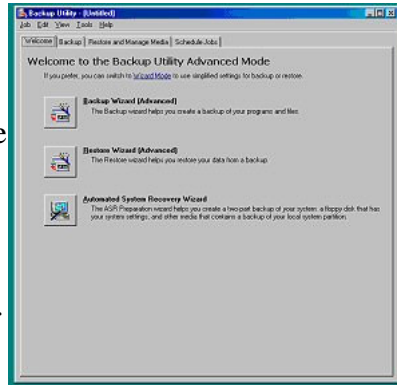 Backup Utility - [Untitled]
Job Edit View Tools Help
Welcome Backup Restore and Manage Media Schedule Jobs
Welcome to the Backup Utility Advanced Mode
If you prefer, you can switch to Wizard Mode to use simplified settings for backup or restore.
Backup Wizard (Advanced)
The Backup wizard helps you create a backup of your programs and files.
Restore Wizard (Advanced)
The Restore wizard helps you restore your data from a backup.
Automated System Recovery Wizard
The ASR Preparation wizard helps you create a two-part backup of your system: a floppy disk that has
your system settings, and other media that contains a backup of your local system partition.